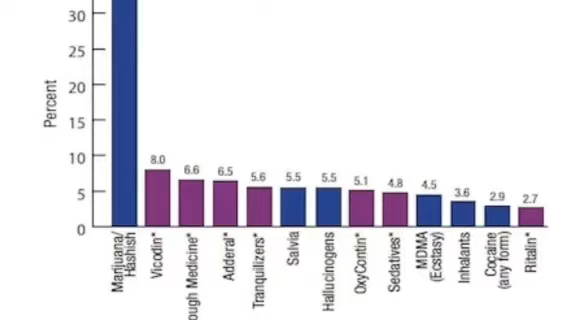 Percent
30
25
20
15
10
5
0
8.0
6.6
6.5
5.6
5.5
5.5
5.1
4.8
4.5
3.6
2.9
2.7
Marijuana/
Hashish
Vicodin*
ough Medicine*
Adderal*
Tranquilizers*
Salvia
Hallucinogens
OxyContin*
Sedatives*
MDMA
(Ecstasy)
Inhalants
Cocaine
(any form)
Ritalin*